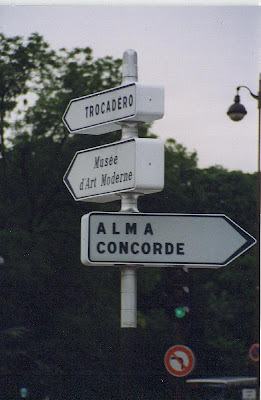 TROCADERO
Musée
d'Art Moderne
ALMA
CONCORDE